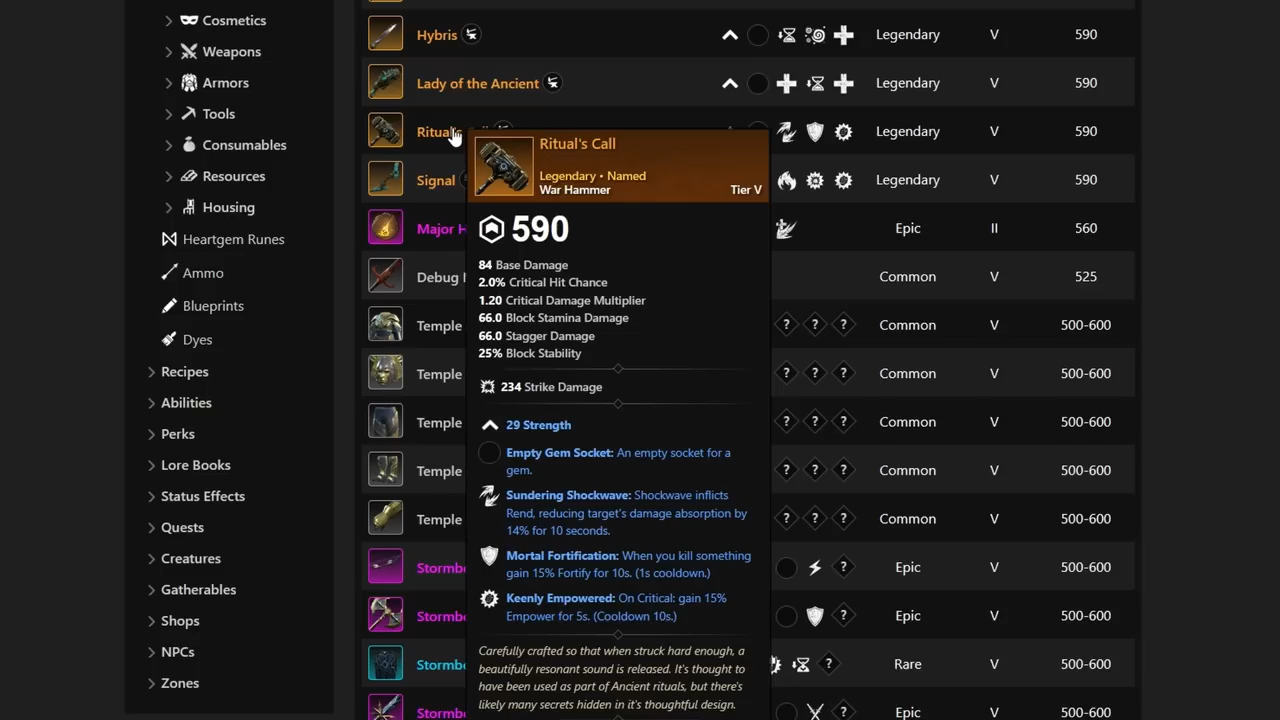 Cosmetics
Weapons
Armors
Tools
Consumables
Resources
Housing
Heartgem Runes
Ammo
Blueprints
Dyes
Recipes
Abilities
Perks
Lore Books
Status Effects
Quests
Creatures
Gatherables
Shops
NPCs
Zones
Hybris Legendary V 590
Lady of the Ancient Legendary V 590
Legendary V 590
Signal Legendary V 590
Major Epic II 560
Debug Common 525
Temple ? ? ? Common V 500-600
Temple ? ? ? Common V 500-600
Temple ? ? ? Common V 500-600
Temple ? ? ? Common V 500-600
Temple ? ? ? Common V 500-600
Stormb ? Epic V 500-600
Stormb ? Epic V 500-600
Stormb ? Rare V 500-600
Stormb ? Epic V 500-600
Ritual's Call
Legendary • Named
War Hammer Tier V
590
84 Base Damage
2.0% Critical Hit Chance
1.20 Critical Damage Multiplier
66.0 Block Stamina Damage
66.0 Stagger Damage
25% Block Stability
234 Strike Damage
29 Strength
Empty Gem Socket: An empty socket for a
gem.
Sundering Shockwave: Shockwave inflicts
Rend, reducing target's damage absorption by
14% for 10 seconds.
Mortal Fortification: When you kill something
gain 15% Fortify for 10s. (1s cooldown.)
Keenly Empowered: On Critical: gain 15%
Empower for 5s. (Cooldown 10s.)
Carefully crafted so that when struck hard enough, a
beautifully resonant sound is released. It's thought to
have been used as part of Ancient rituals, but there's
likely many secrets hidden in it's thoughtful design.